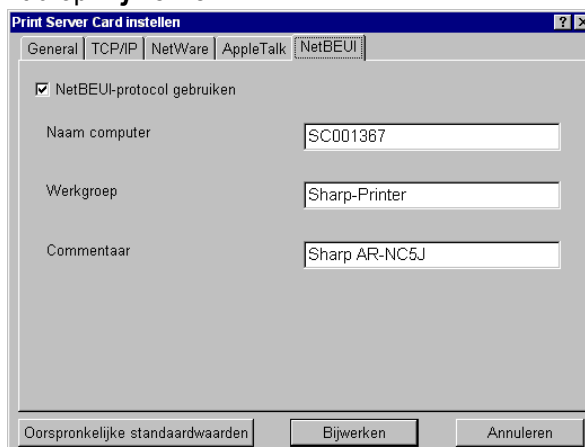 Print Server Card instellen
General TCP/IP NetWare AppleTalk NetBEUI
NetBEUI-protocol gebruiken
Naam computer SC001367
Werkgroep Sharp-Printer
Commentaar Sharp AR-NC5J
Oorspronkelijke standaardwaarden Bijwerken Annuleren